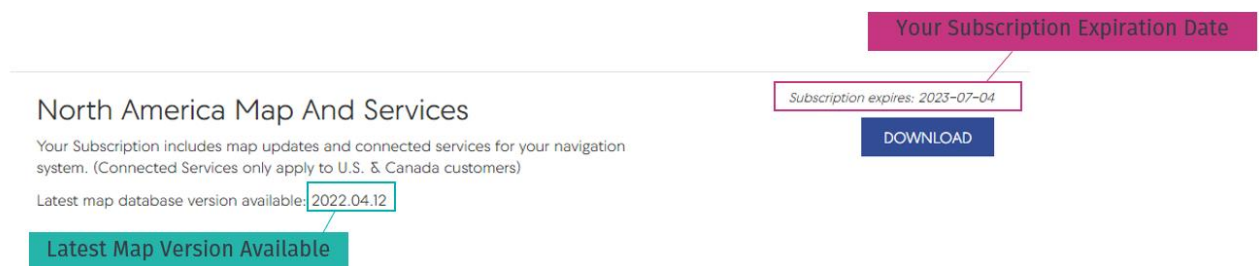 Your Subscription Expiration Date
Subscription expires: 2023-07-04
North America Map And Services
DOWNLOAD
Your Subscription includes map updates and connected services for your navigation
system. (Connected Services only apply to U.S. & Canada customers)
Latest map database version available: 2022.04.12
Latest Map Version Available